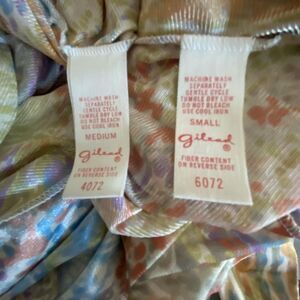 MACHINE WASH
SEPARATELY
GENTLE CYCLE
TUMBLE DRY LOW
DO NOT BLEACH
USE COOL IRON
MEDIUM
gilead
®
FIBER CONTENT
ON REVERSE SIDE
4072
MACHINE WASH
SEPARATELY
GENTLE CYCLE
TUMBLE DRY LOW
DO NOT BLEACH
USE COOL IRON
SMALL
gilead
®
FIBER CONTENT
ON REVERSE SIDE
6072